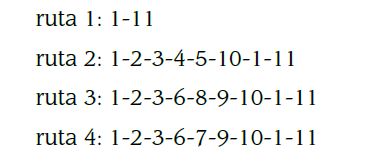 ruta 1: 1-11
ruta 2: 1-2-3-4-5-10-1-11
ruta 3: 1-2-3-6-8-9-10-1-11
ruta 4: 1-2-3-6-7-9-10-1-11